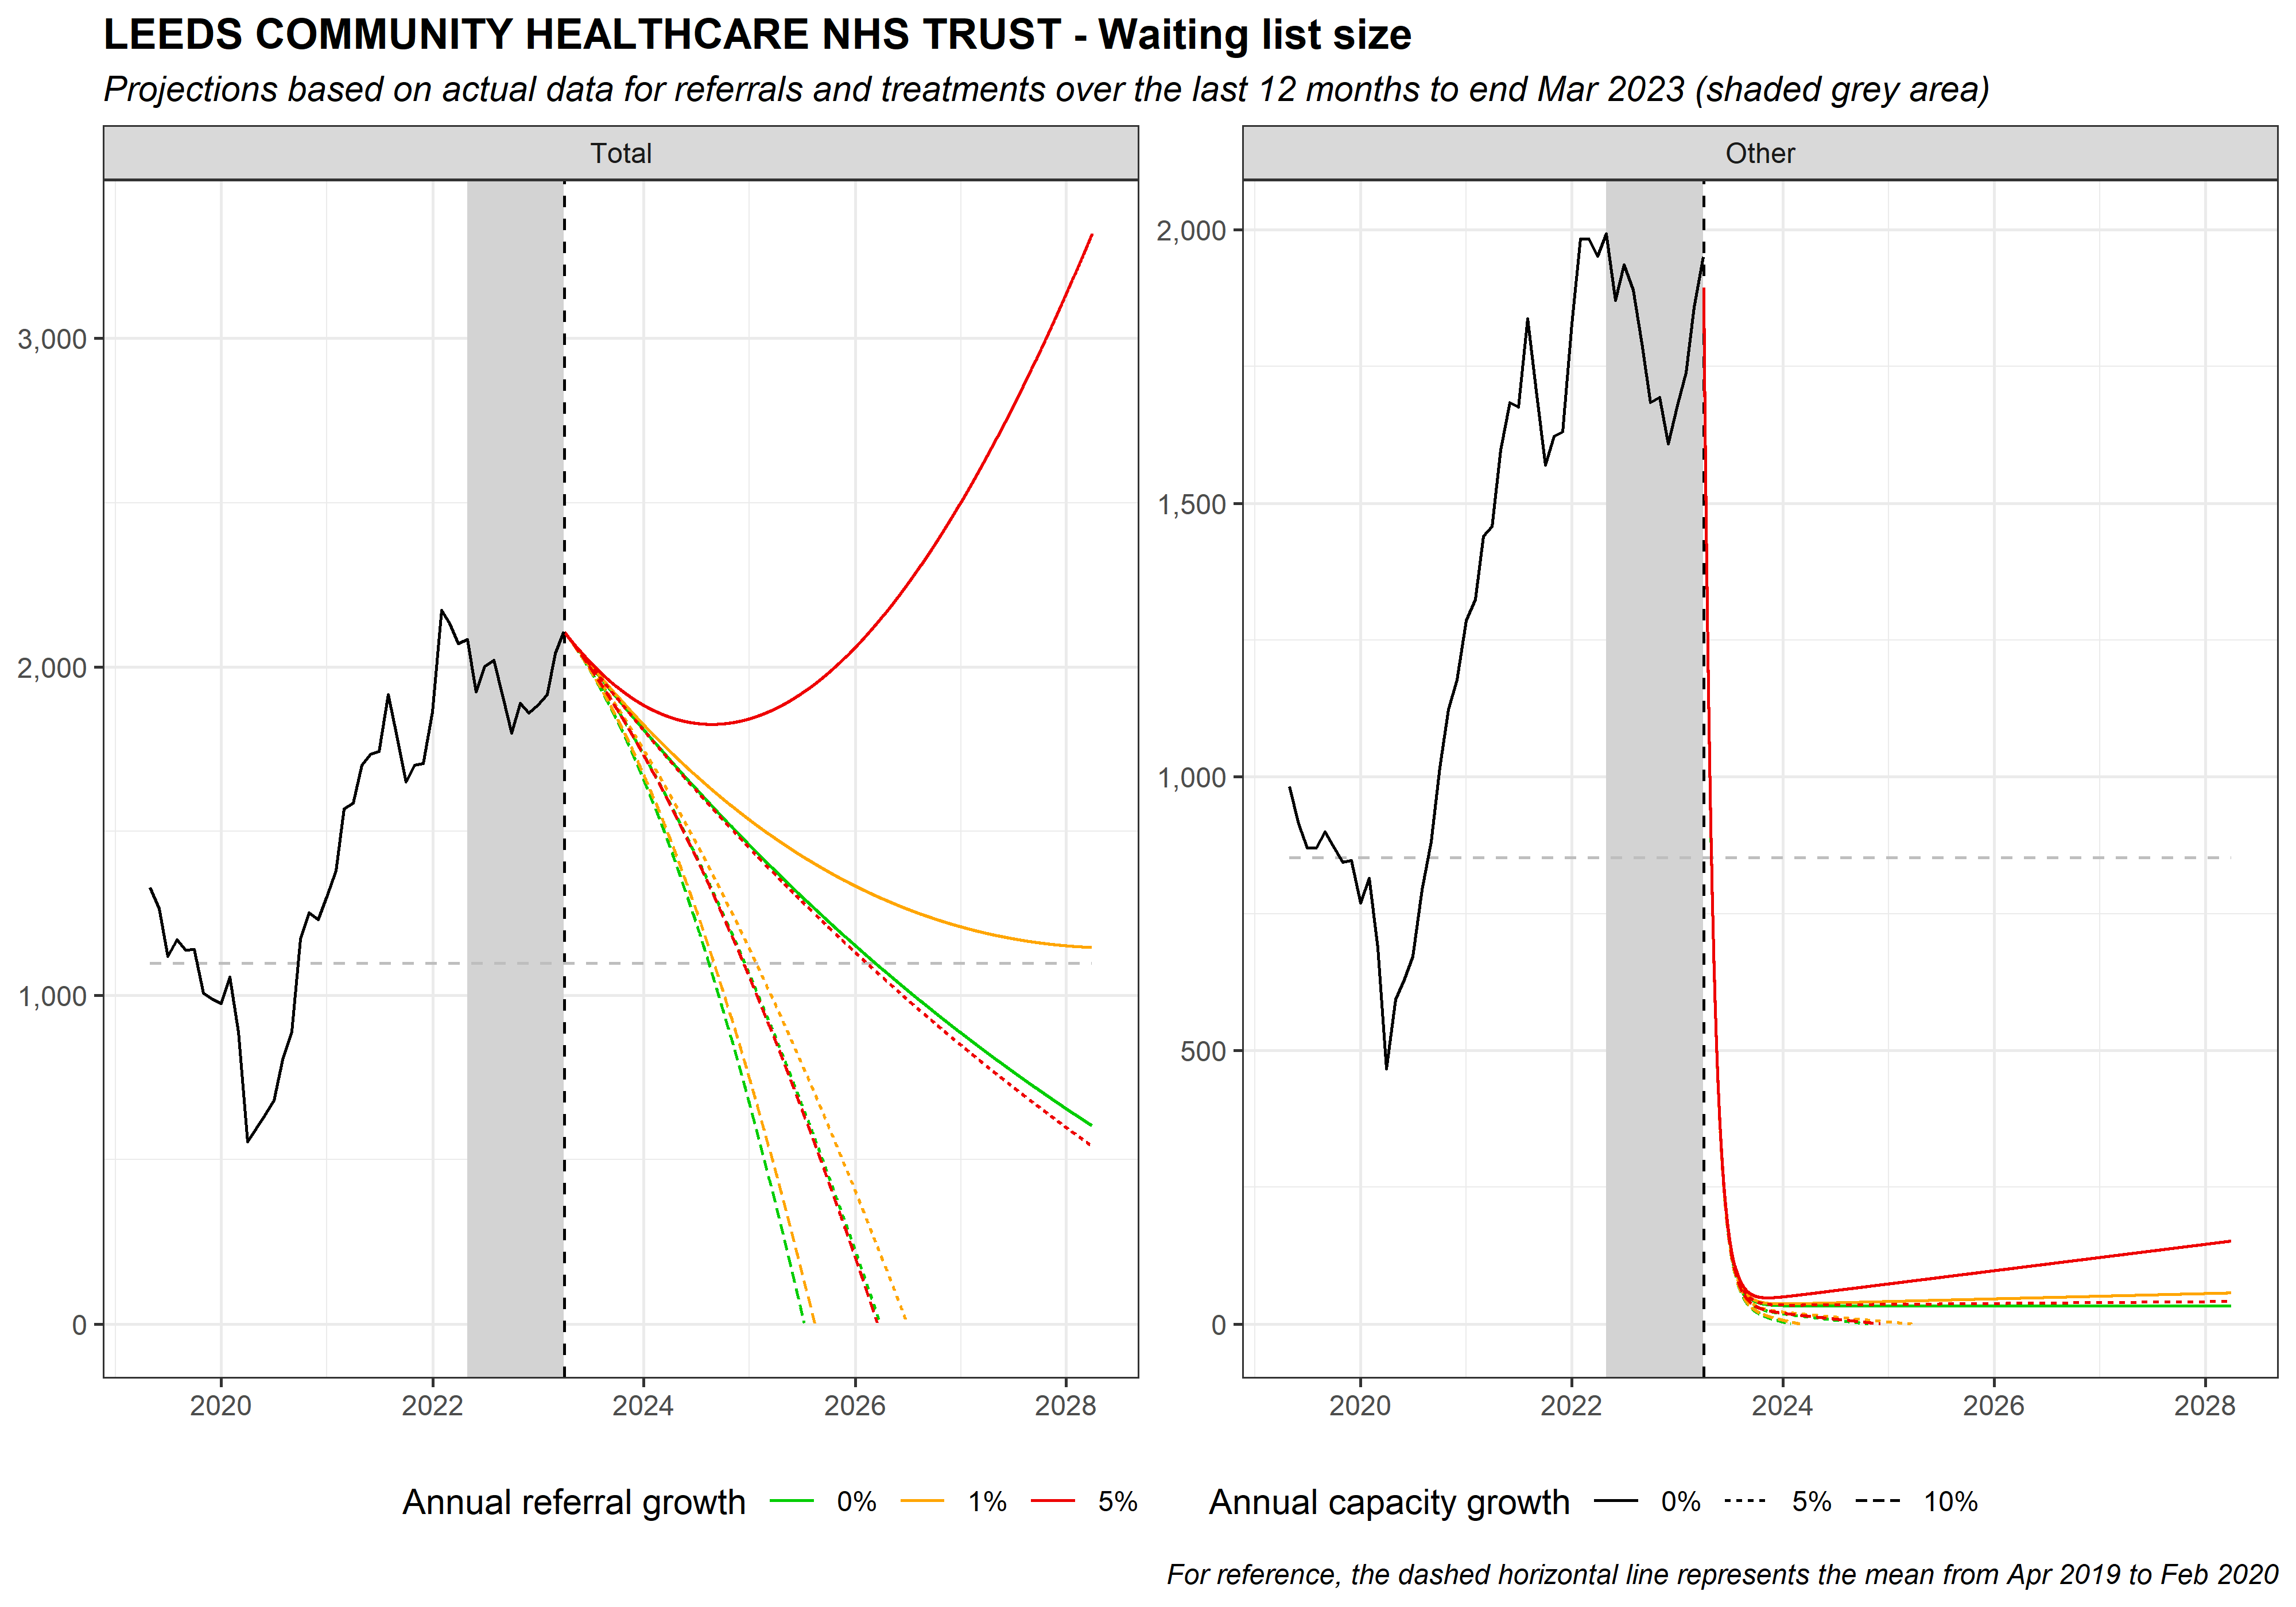 LEEDS COMMUNITY HEALTHCARE NHS TRUST - Waiting list size
Projections based on actual data for referrals and treatments over the last 12 months to end Mar 2023 (shaded grey area)
Total
Other
3,000
2,000
1,000
0
2,000
1,500
1,000
500
0
2020 2022 2024 2026 2028
2020 2022 2024 2026 2028
Annual referral growth 0% 1% 5%
Annual capacity growth 0% 5% 10%
For reference, the dashed horizontal line represents the mean from Apr 2019 to Feb 2020